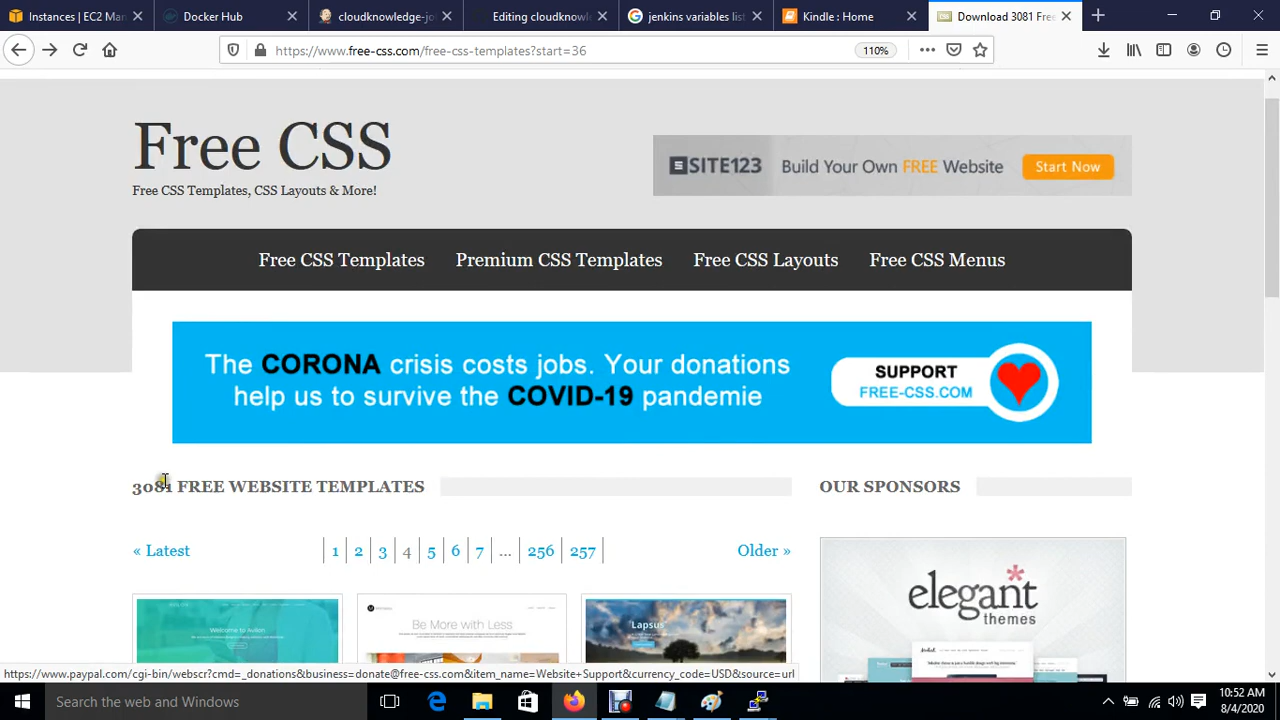 Instances | EC2 Mar
Docker Hub
cloudknowledge-jo
Editing cloudknowl
jenkins variables list
Kindle : Home
Download 3081 Free
https://www.free-css.com/free-css-templates?start=36
110%
Free CSS
Free CSS Templates, CSS Layouts & More!
SITE123 Build Your Own FREE Website Start Now
Free CSS Templates Premium CSS Templates Free CSS Layouts Free CSS Menus
The CORONA crisis costs jobs. Your donations
help us to survive the COVID-19 pandemie
SUPPORT
FREE-CSS.COM
3081 FREE WEBSITE TEMPLATES
OUR SPONSORS
« Latest 1 2 3 4 5 6 7 ... 256 257 Older »
Welcome to Avilon
Be More with Less
Lapsus
elegant
themes
https://www.paypal.com/cgi-bin/webscr?cmd=_donations&business=donate@free-css.com&item_name=Website+Support&currency_code=USD&source=url
Search the web and Windows
10:52 AM
8/4/2020